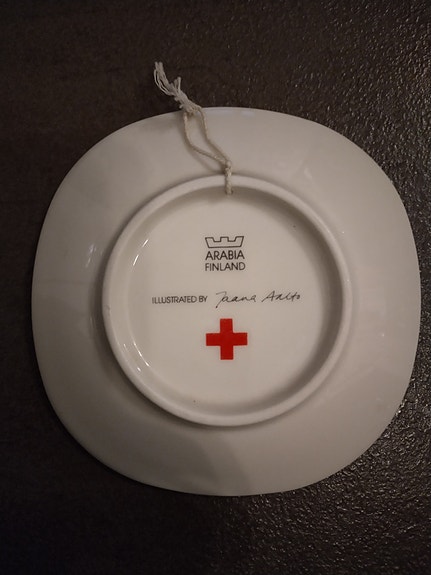 ARABIA
FINLAND
ILLUSTRATED BY Jaana Aalto